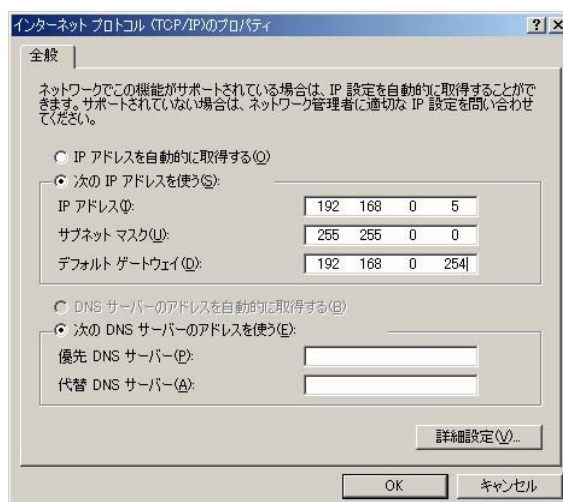 インターネット プロトコル (TCP/IP)のプロパティ
全般
ネットワークでこの機能がサポートされている場合は、IP 設定を自動的に取得することがで
きます。サポートされていない場合は、ネットワーク管理者に適切な IP 設定を問い合わせ
てください。
IP アドレスを自動的に取得する(O)
次の IP アドレスを使う(S):
IP アドレス(I): 192 168 0 5
サブネット マスク(U): 255 255 0 0
デフォルト ゲートウェイ(D): 192 168 0 254
DNS サーバーのアドレスを自動的に取得する(B)
次の DNS サーバーのアドレスを使う(E):
優先 DNS サーバー(P):
代替 DNS サーバー(A):
詳細設定(V)...
OK キャンセル